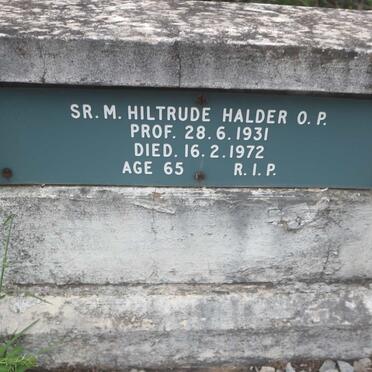 SR. M. HILTRUDE HALDER O. P.
PROF. 28. 6. 1931
DIED. 16. 2. 1972
AGE 65 R. I. P.